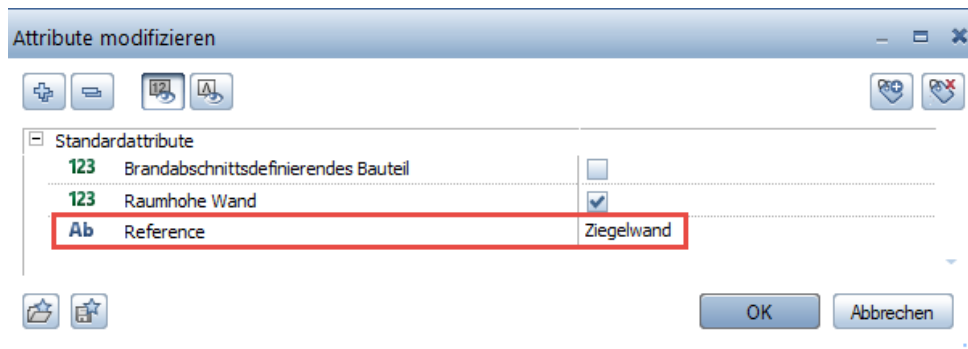 Attribute modifizieren
Standardattribute
123 Brandabschnittsdefinierendes Bauteil
123 Raumhohe Wand
Ab Reference Ziegelwand
OK Abbrechen